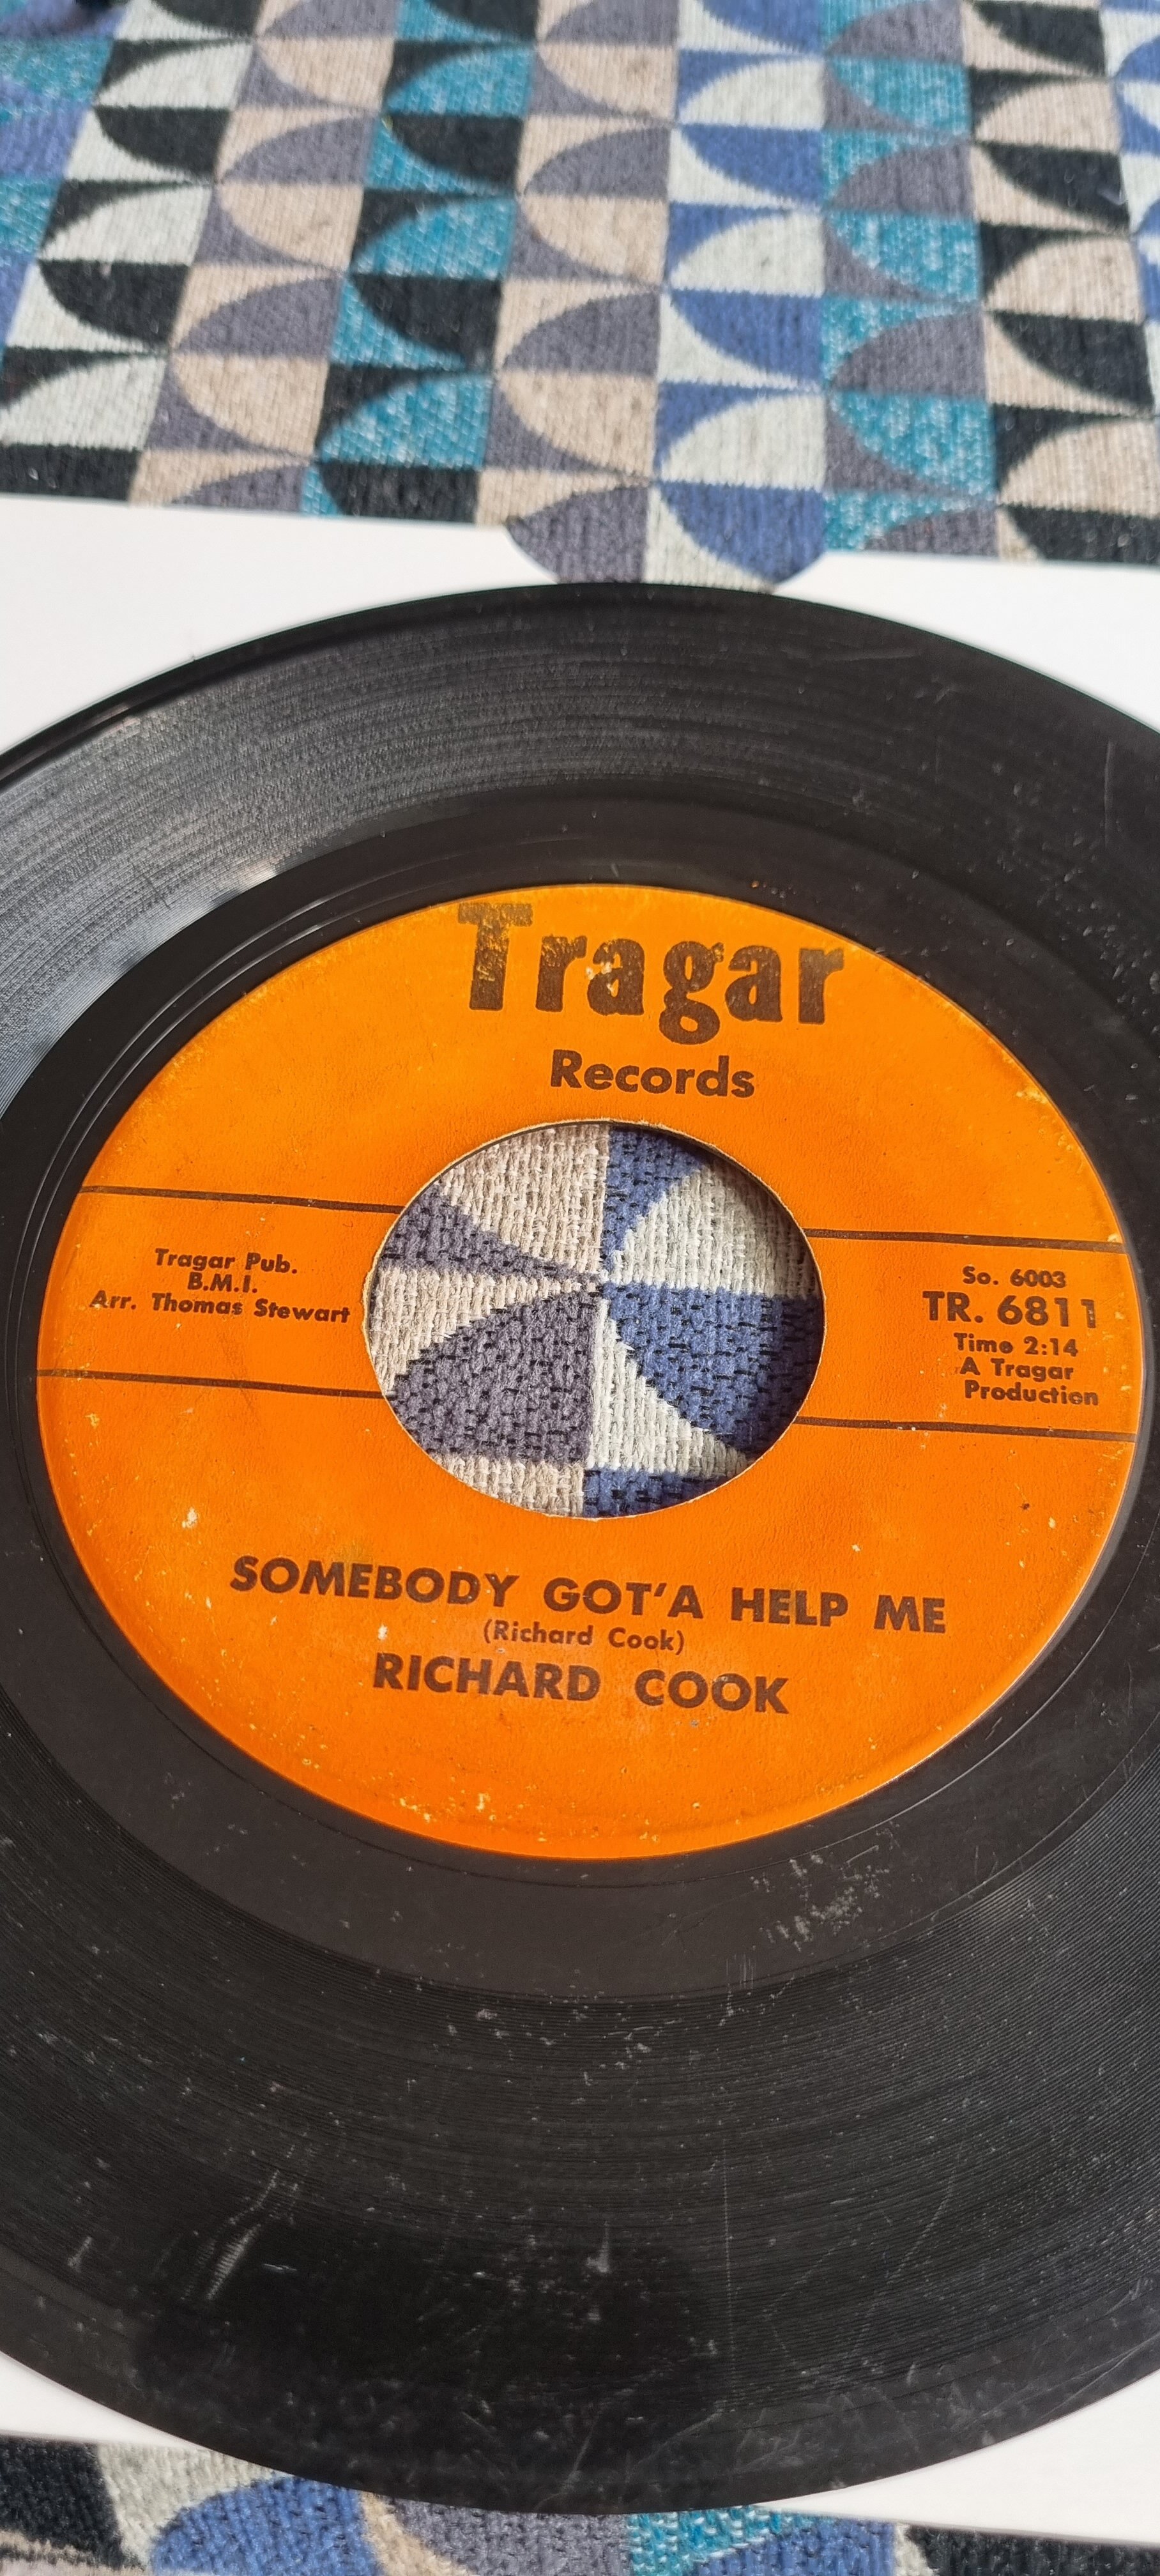 Tragar
Records
Tragar Pub.
B.M.I.
Arr. Thomas Stewart
So. 6003
TR. 6811
Time 2:14
A Tragar
Production
SOMEBODY GOT'A HELP ME
(Richard Cook)
RICHARD COOK